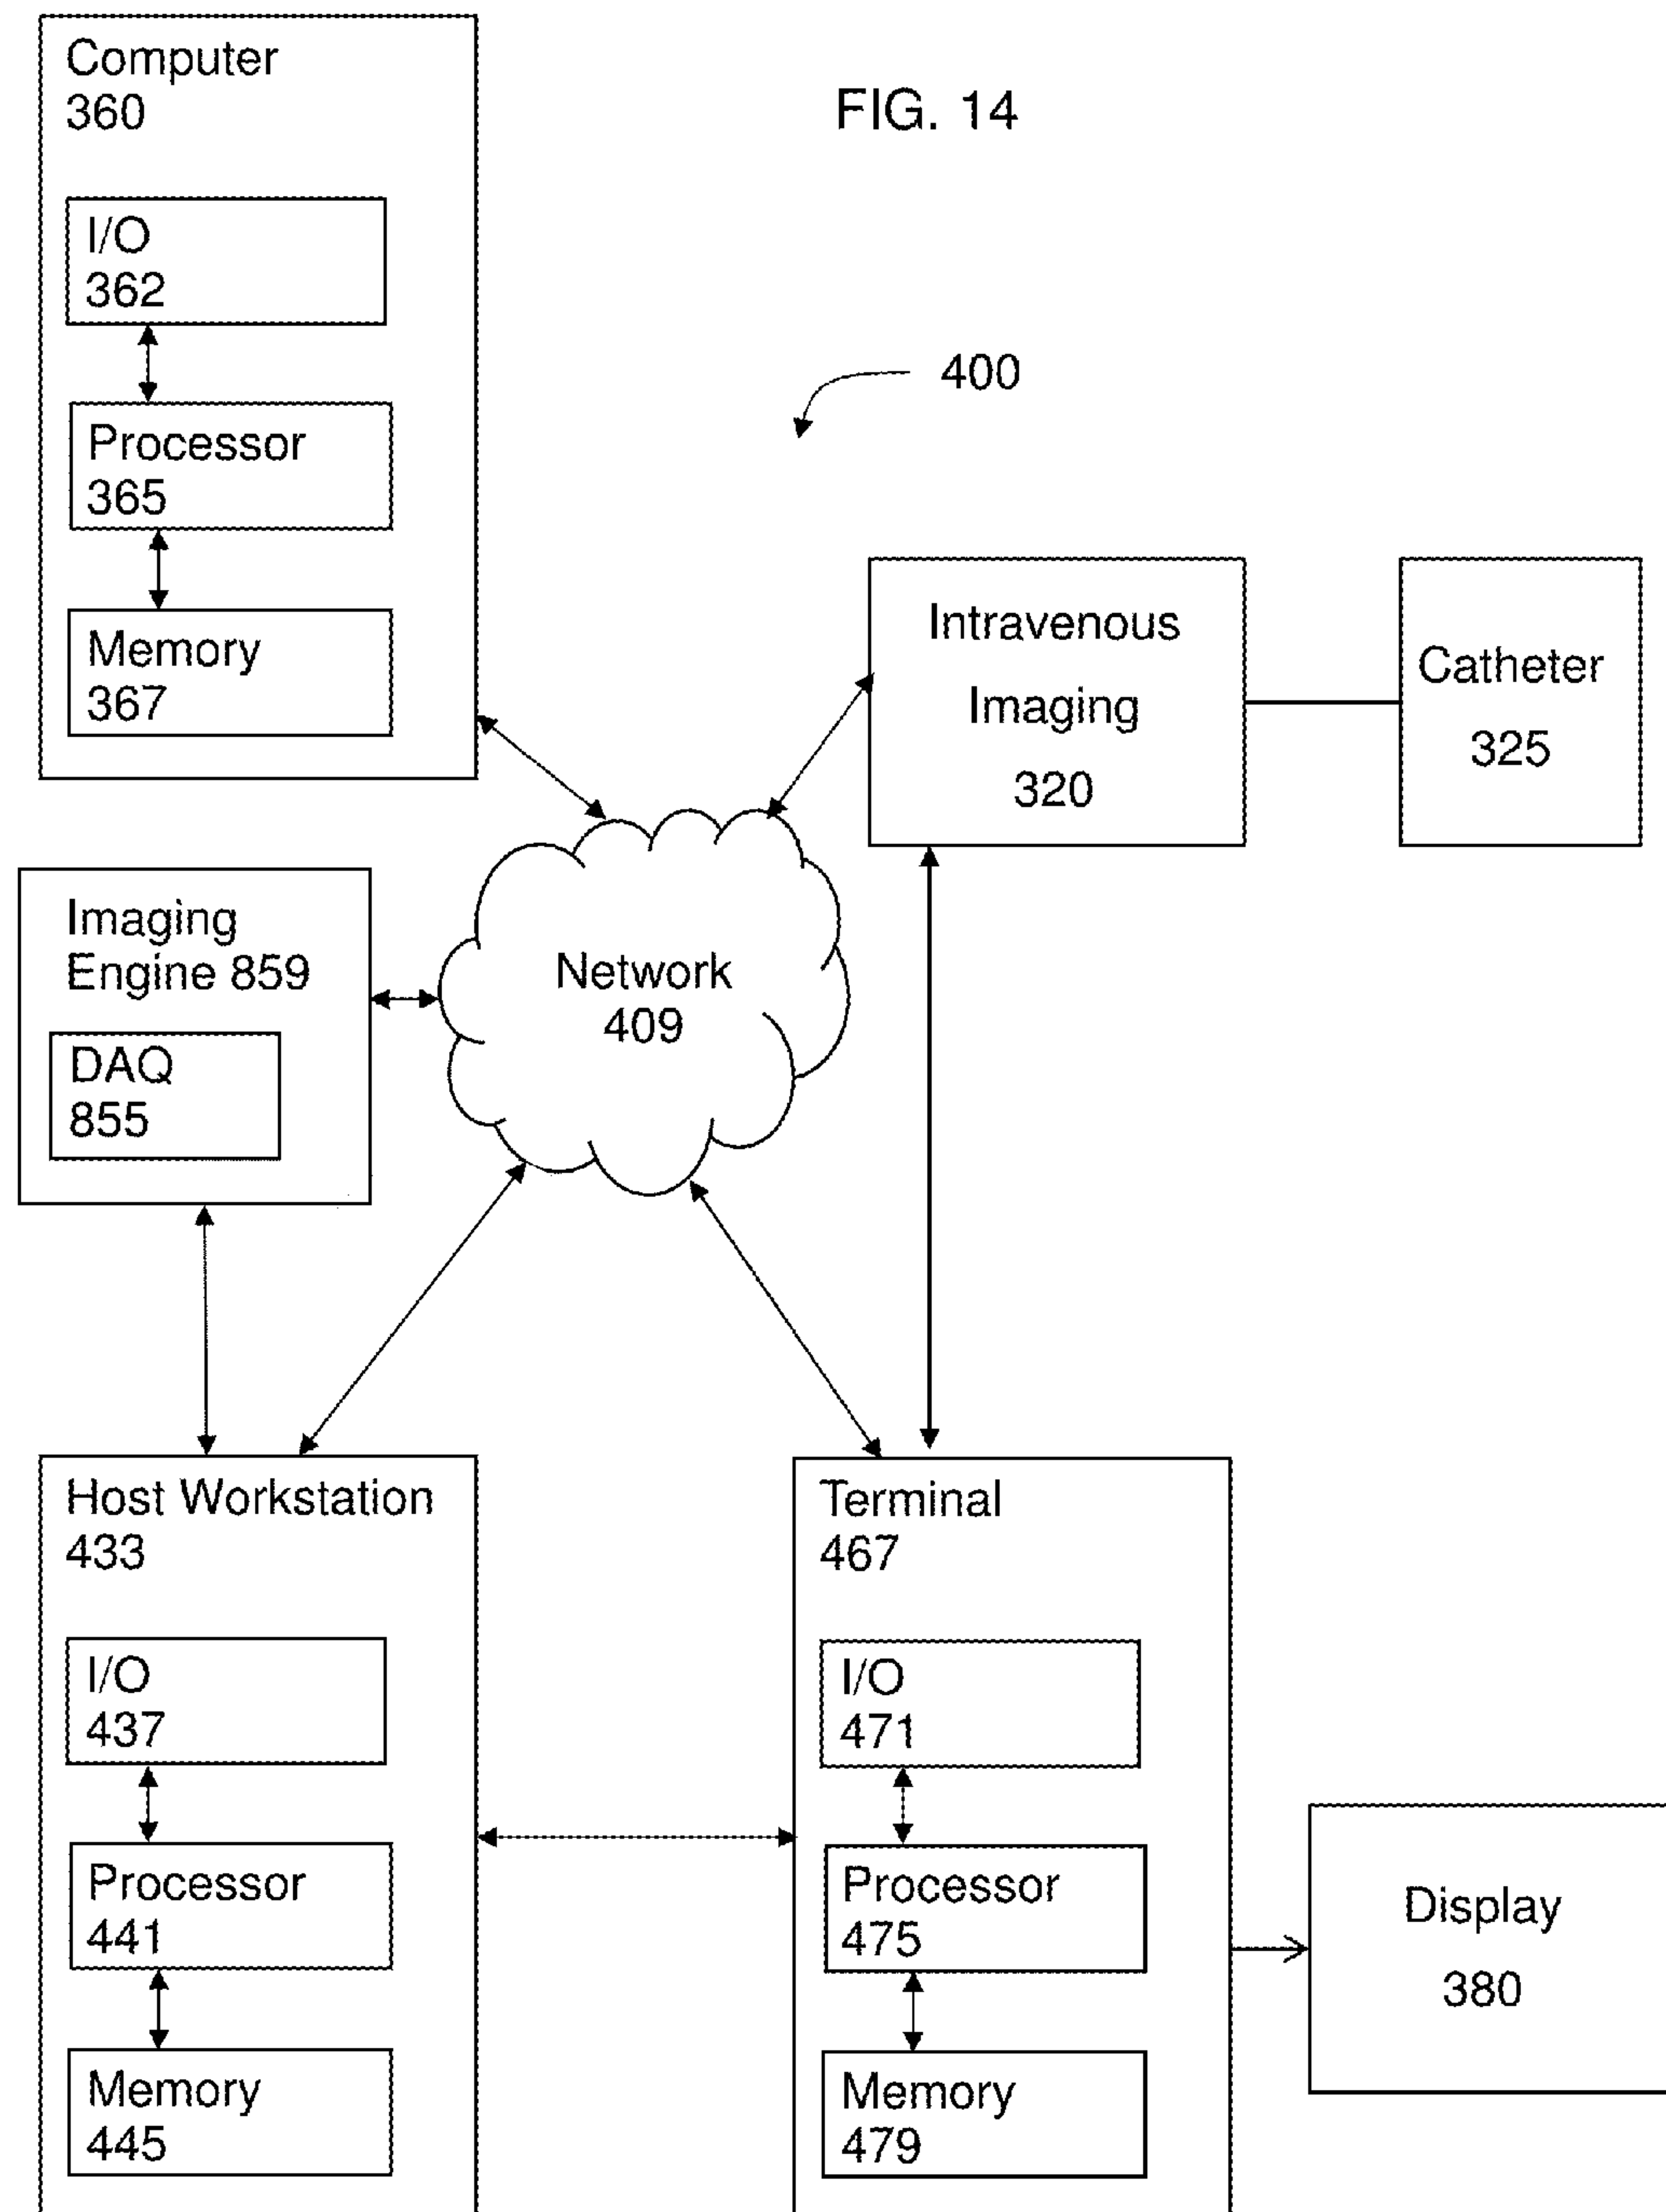 Computer
360
FIG. 14
I/O
362
400
Processor
365
Memory
367
Intravenous
Imaging
320
Catheter
325
Imaging
Engine 859
DAQ
855
Network
409
Host Workstation
433
I/O
437
Processor
441
Memory
445
Terminal
467
I/O
471
Processor
475
Memory
479
Display
380